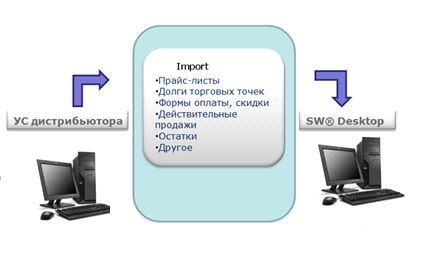 Import
•Прайс-листы
•Долги торговых точек
•Формы оплаты, скидки
•Действительные
продажи
•Остатки
•Другое
УС дистрибьютора
SW® Desktop